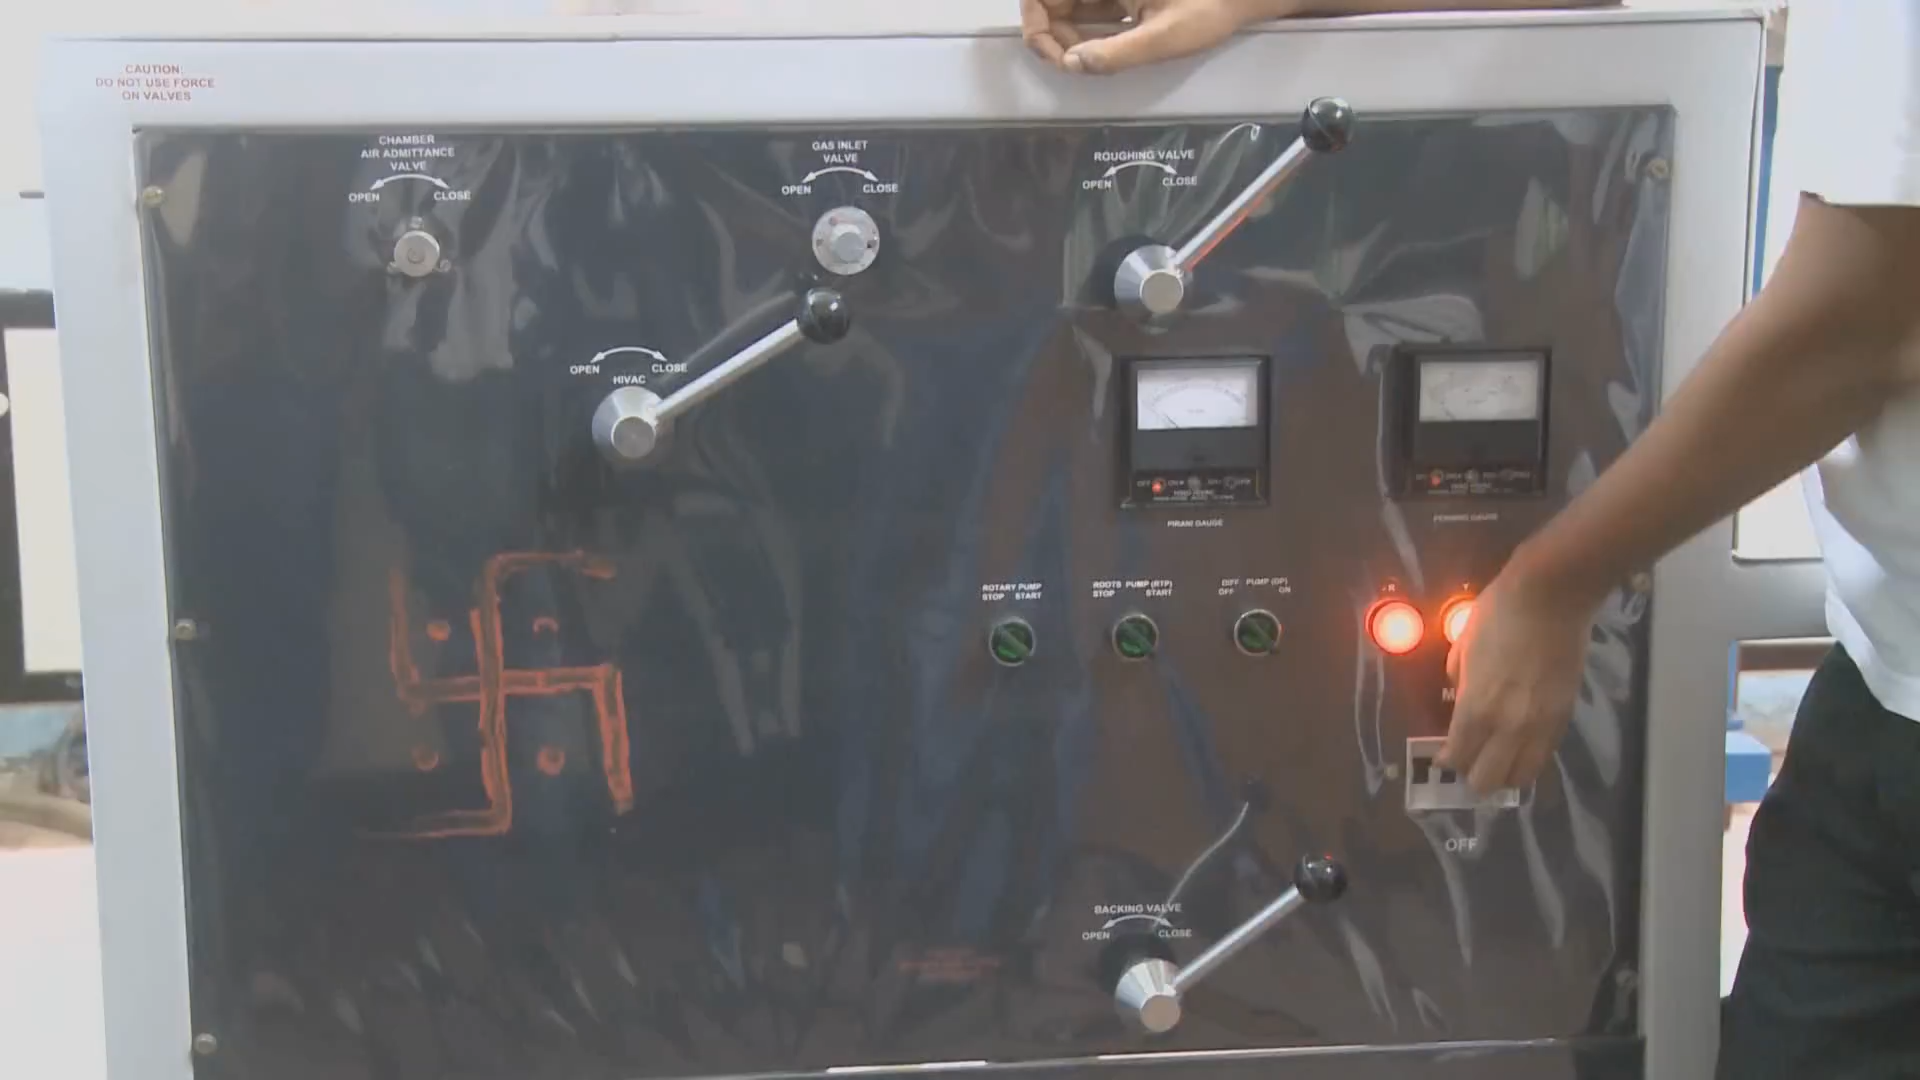 CAUTION:
DO NOT USE FORCE
ON VALVES
CHAMBER
AIR ADMITTANCE
VALVE
OPEN CLOSE
GAS INLET
VALVE
OPEN CLOSE
ROUGHING VALVE
OPEN CLOSE
OPEN CLOSE
HIVAC
PIRANI GAUGE
PENNING GAUGE
ROTARY PUMP
STOP START
ROOTS PUMP (RTP)
STOP START
DIFF PUMP (DP)
OFF ON
R
Y
OFF
BACKING VALVE
OPEN CLOSE